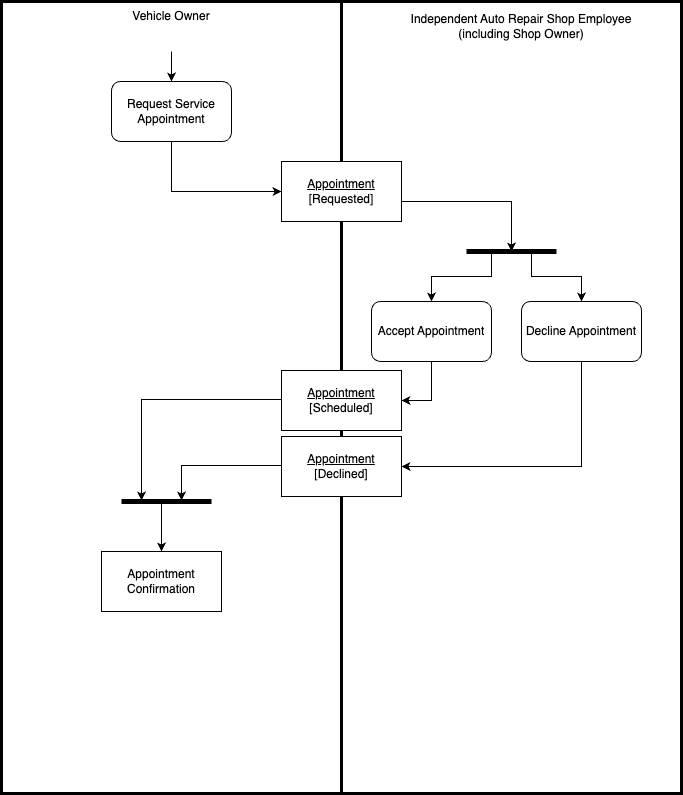 Vehicle Owner
Independent Auto Repair Shop Employee
(including Shop Owner)
Request Service
Appointment
Appointment
[Requested]
Accept Appointment
Decline Appointment
Appointment
[Scheduled]
Appointment
[Declined]
Appointment
Confirmation